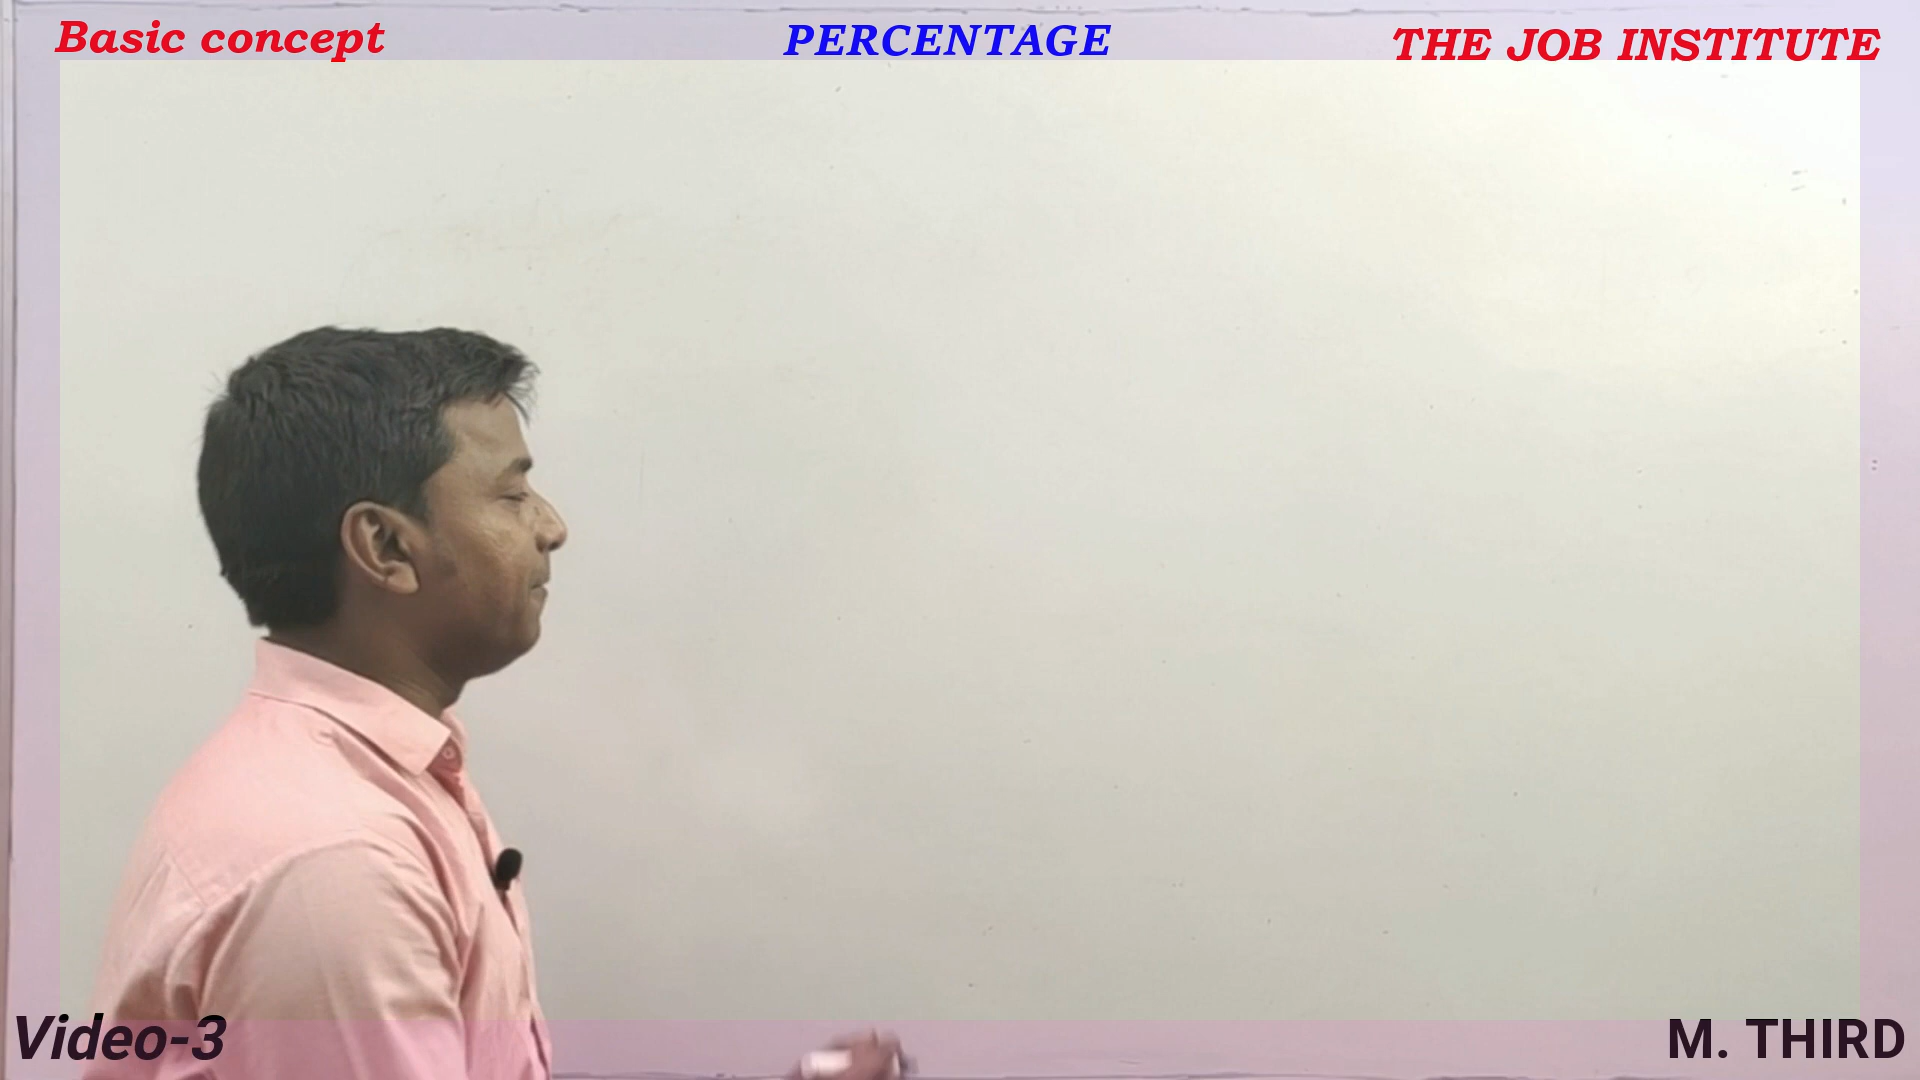 Basic concept
PERCENTAGE
THE JOB INSTITUTE
Video-3
M. THIRD